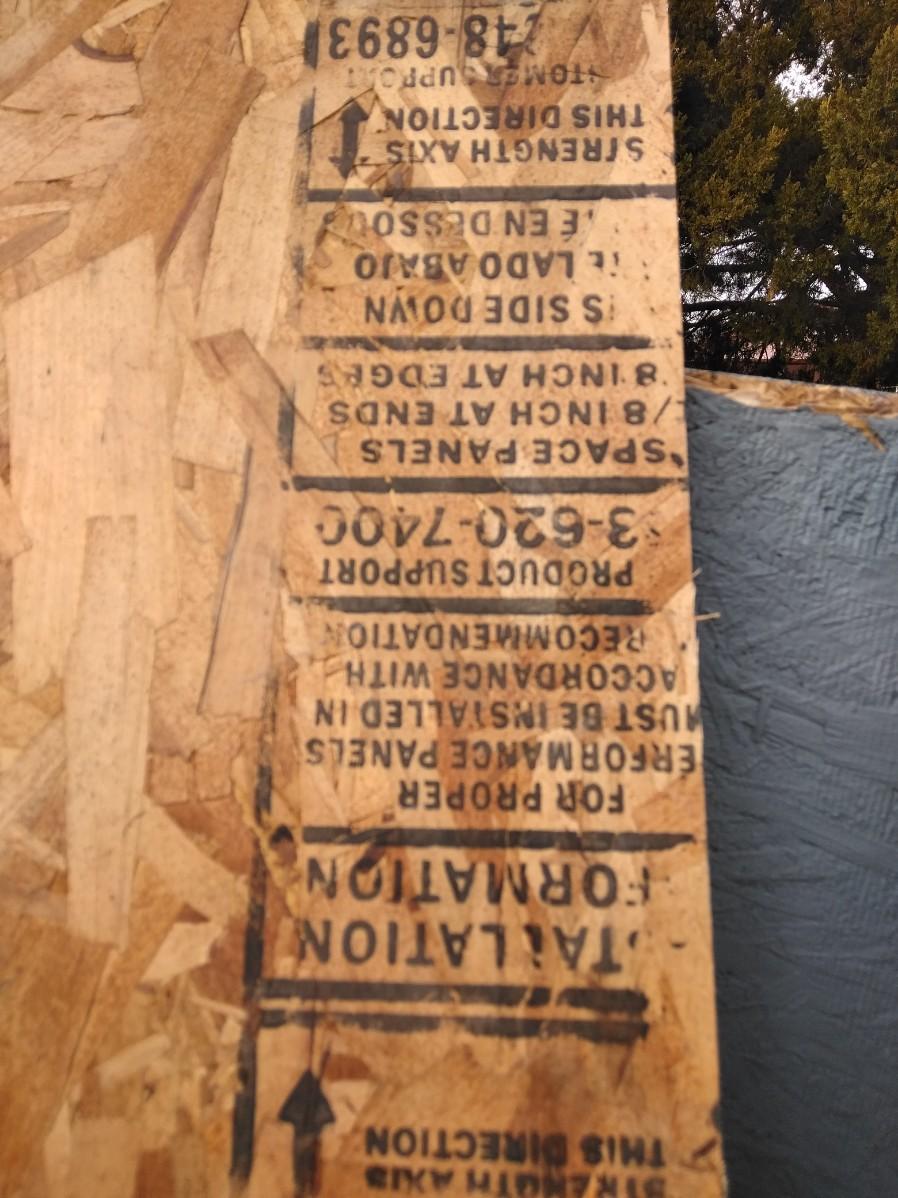 STRENGTH AXIS
THIS DIRECTION
TALLATION
FORMATION
FOR PROPER
ERFORMANCE PANELS
MUST BE INSTALLED IN
ACCORDANCE WITH
RECOMMENDATION
PRODUCT SUPPORT
3-620-7400
SPACE PANELS
/8 INCH AT ENDS
8 INCH AT EDGES
S SIDE DOWN
E LADO ABAJO
É EN DESSOUS
STRENGTH AXIS
THIS DIRECTION
TOMER SUPPORT
248-6893